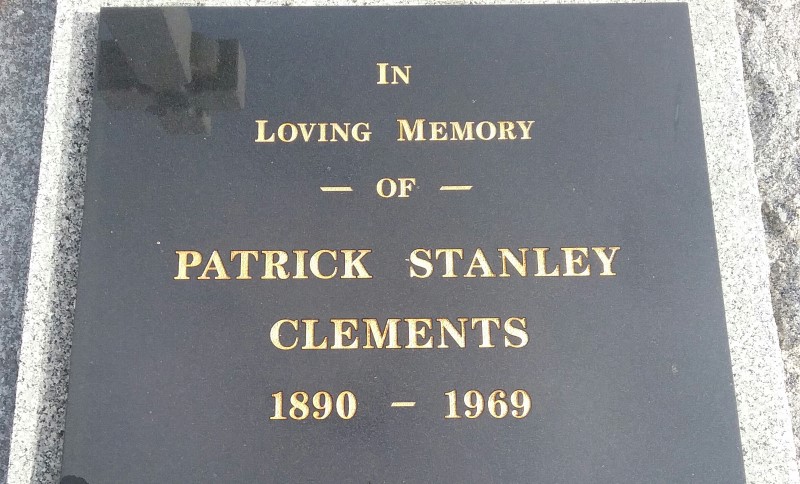 In
Loving Memory
— OF —
PATRICK STANLEY
CLEMENTS
1890 – 1969